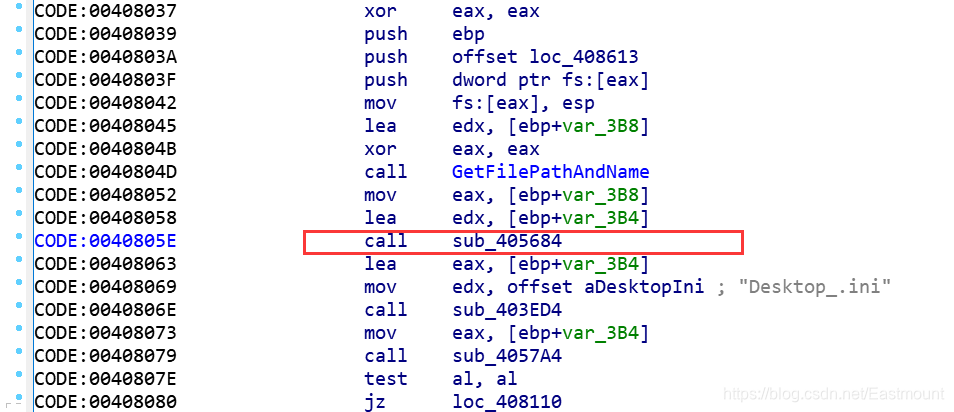 CODE:00408037 xor eax, eax
CODE:00408039 push ebp
CODE:0040803A push offset loc_408613
CODE:0040803F push dword ptr fs:[eax]
CODE:00408042 mov fs:[eax], esp
CODE:00408045 lea edx, [ebp+var_3B8]
CODE:0040804B xor eax, eax
CODE:0040804D call GetFilePathAndName
CODE:00408052 mov eax, [ebp+var_3B8]
CODE:00408058 lea edx, [ebp+var_3B4]
CODE:0040805E call sub_405684
CODE:00408063 lea eax, [ebp+var_3B4]
CODE:00408069 mov edx, offset aDesktopIni ; "Desktop_.ini"
CODE:0040806E call sub_403ED4
CODE:00408073 mov eax, [ebp+var_3B4]
CODE:00408079 call sub_4057A4
CODE:0040807E test al, al
CODE:00408080 jz loc_408110
https://blog.csdn.net/Eastmount